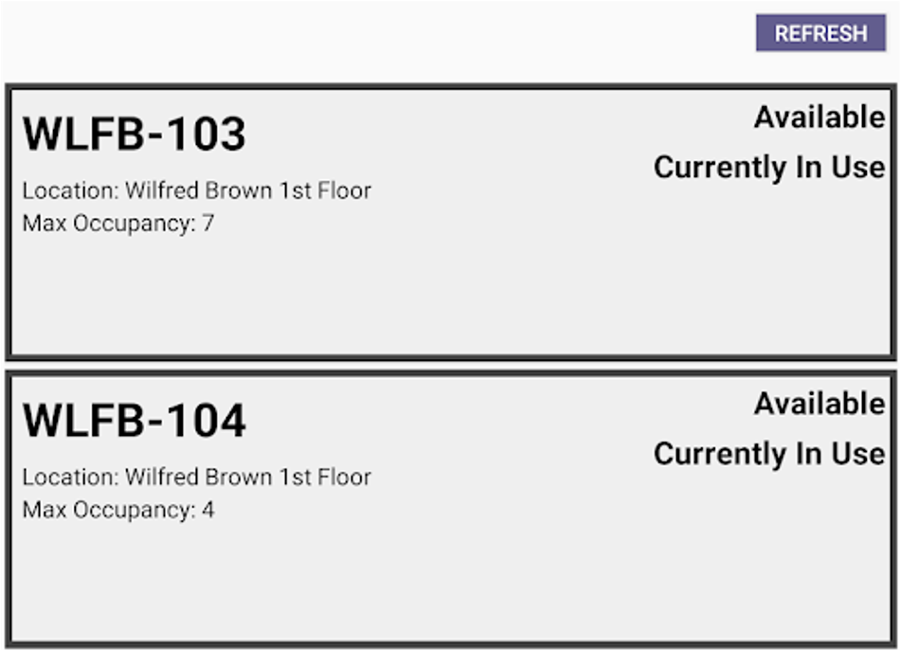 REFRESH
WLFB-103
Available
Currently In Use
Location: Wilfred Brown 1st Floor
Max Occupancy: 7
WLFB-104
Available
Currently In Use
Location: Wilfred Brown 1st Floor
Max Occupancy: 4